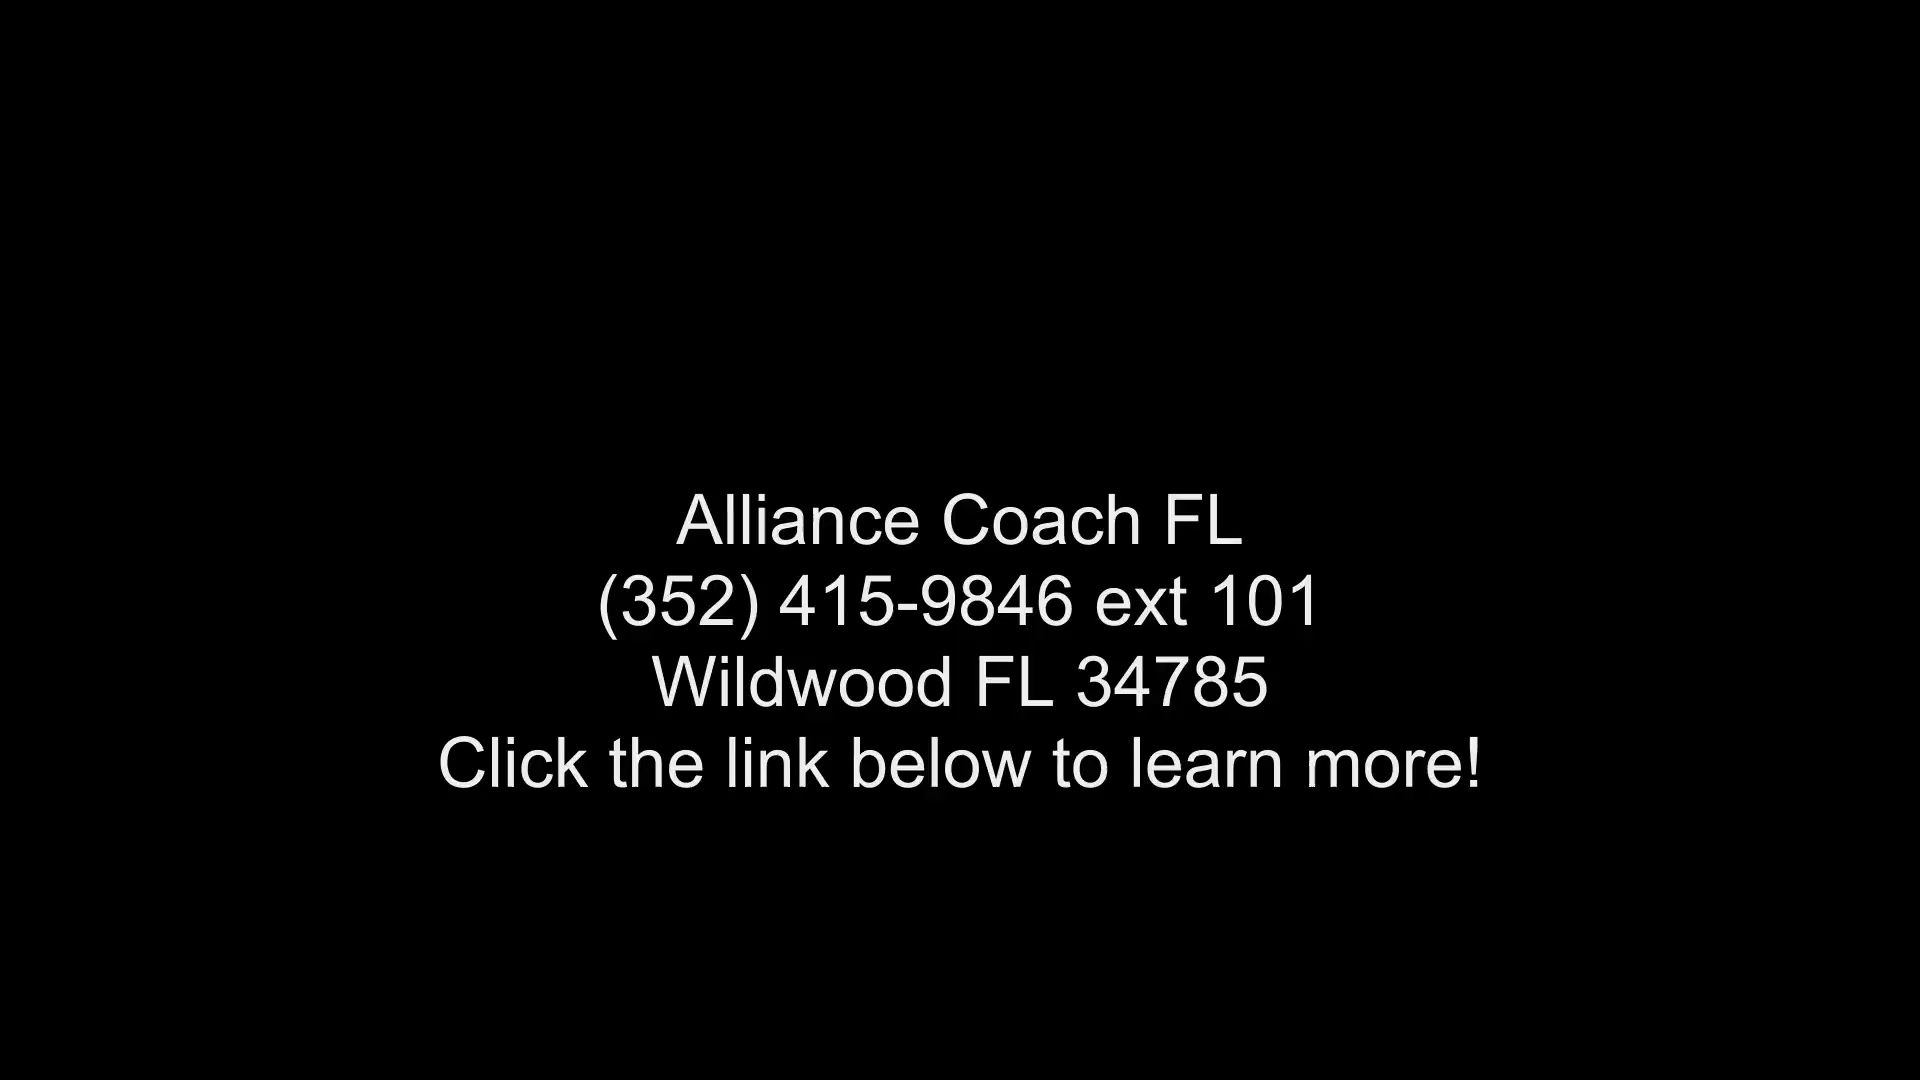 Alliance Coach FL
(352) 415-9846 ext 101
Wildwood FL 34785
Click the link below to learn more!